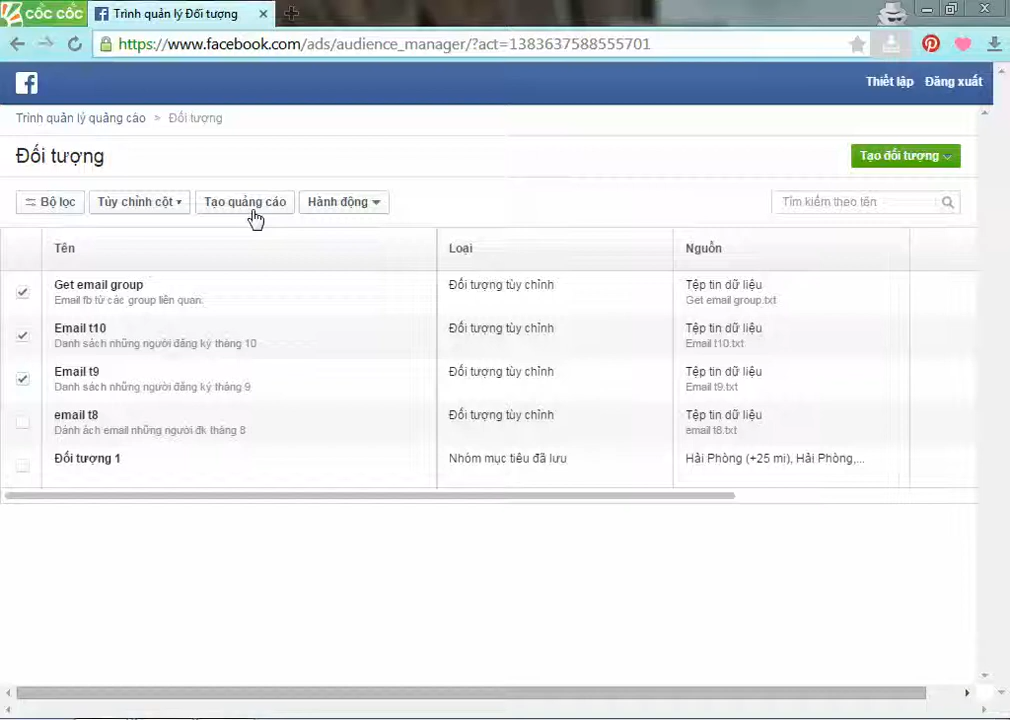 cốc cốc
Trình quản lý Đối tượng
https://www.facebook.com/ads/audience_manager/?act=1383637588555701
Thiết lập Đăng xuất
Trình quản lý quảng cáo > Đối tượng
Đối tượng
Tạo đối tượng
Bộ lọc Tùy chỉnh cột Tạo quảng cáo Hành động Tìm kiếm theo tên
Tên Loại Nguồn
Get email group Đối tượng tùy chỉnh Tệp tin dữ liệu
Email fb từ các group liên quan. Get email group.txt
Email t10 Đối tượng tùy chỉnh Tệp tin dữ liệu
Danh sách những người đăng ký tháng 10 Email t10.txt
Email t9 Đối tượng tùy chỉnh Tệp tin dữ liệu
Danh sách những người đăng ký tháng 9 Email t9.txt
email t8 Đối tượng tùy chỉnh Tệp tin dữ liệu
Dánh ách email những người đk tháng 8 email t8.txt
Đối tượng 1 Nhóm mục tiêu đã lưu Hải Phòng (+25 mi), Hải Phòng,...